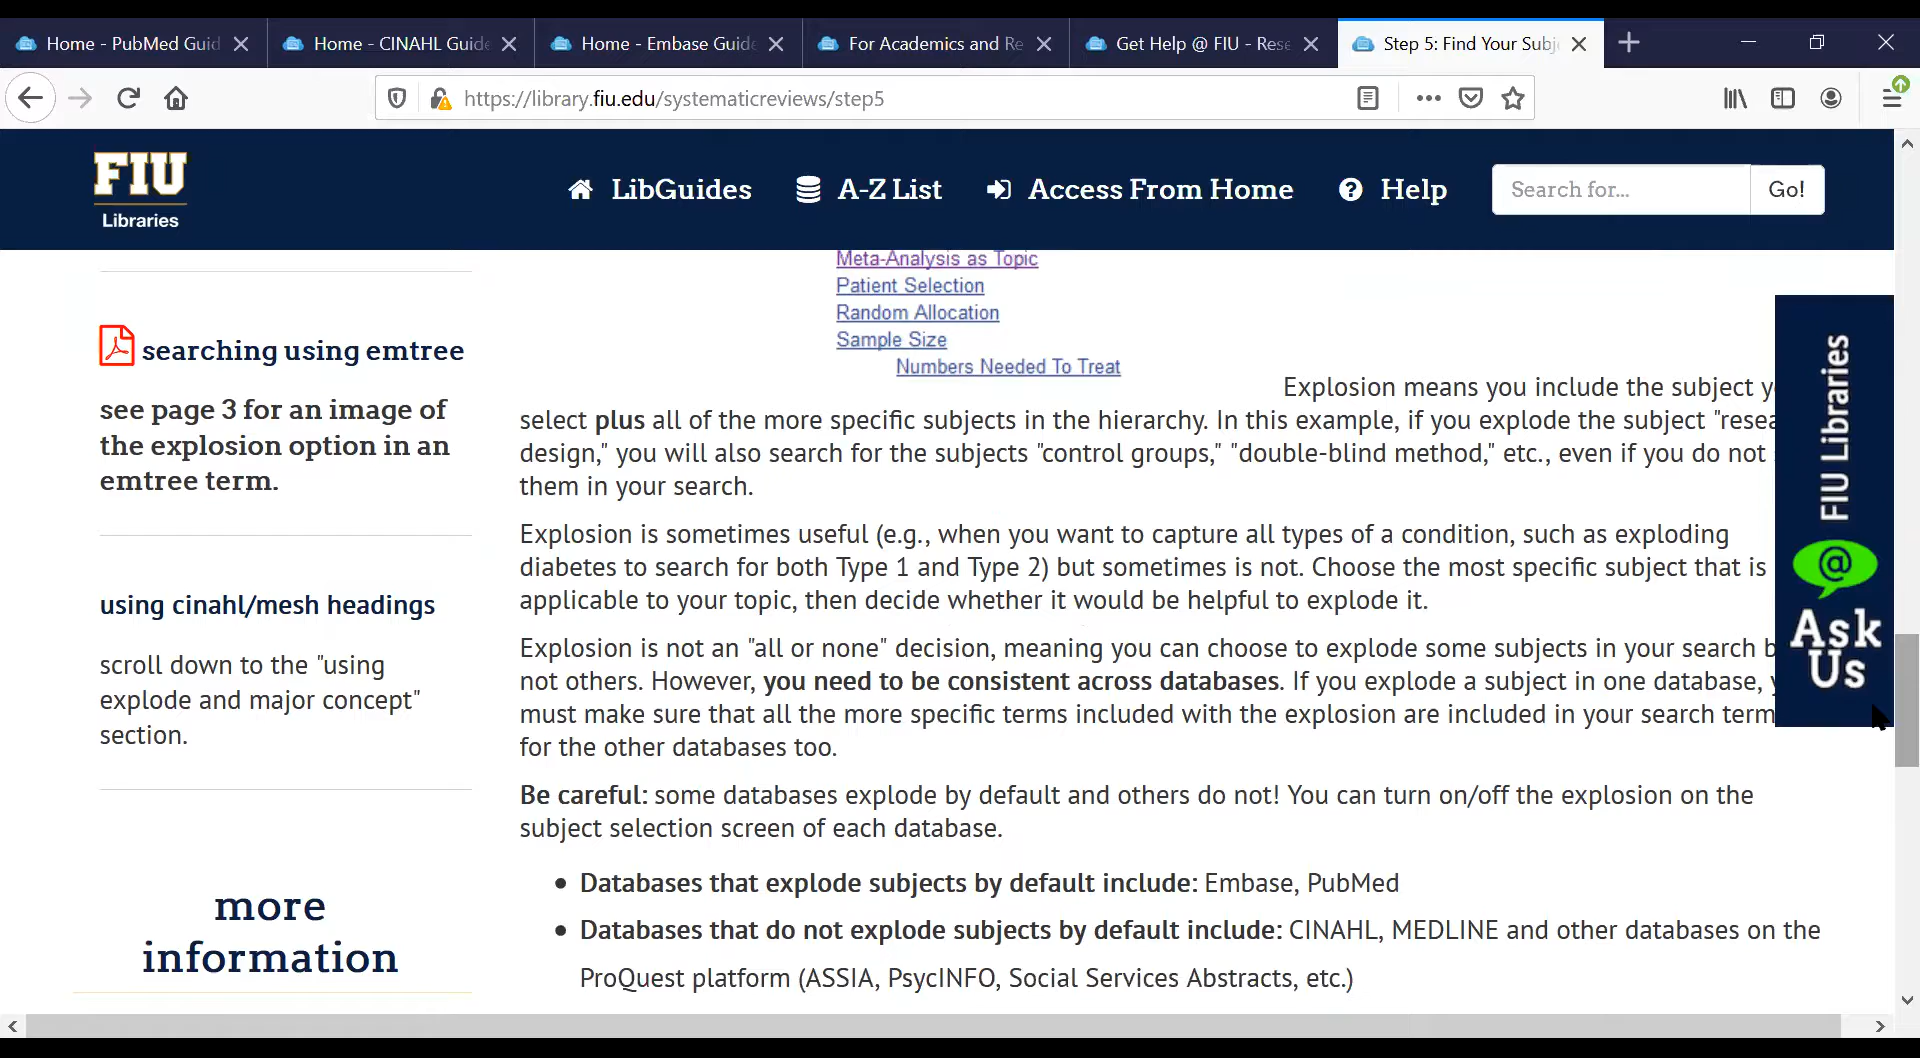 Home - PubMed Guid
Home - CINAHL Guide
Home - Embase Guide
For Academics and Re
Get Help @ FIU - Rese
Step 5: Find Your Subj
https://library.fiu.edu/systematicreviews/step5
FIU
Libraries
LibGuides
A-Z List
Access From Home
Help
Search for...
Go!
searching using emtree
see page 3 for an image of
the explosion option in an
emtree term.
using cinahl/mesh headings
scroll down to the "using
explode and major concept"
section.
more
information
Meta-Analysis as Topic
Patient Selection
Random Allocation
Sample Size
Numbers Needed To Treat
Explosion means you include the subject
select plus all of the more specific subjects in the hierarchy. In this example, if you explode the subject
design," you will also search for the subjects "control groups," "double-blind method," etc., even if you do not
them in your search.
Explosion is sometimes useful (e.g., when you want to capture all types of a condition, such as exploding
diabetes to search for both Type 1 and Type 2) but sometimes is not. Choose the most specific subject that is
applicable to your topic, then decide whether it would be helpful to explode it.
Explosion is not an "all or none" decision, meaning you can choose to explode some subjects in your search
not others. However, you need to be consistent across databases. If you explode a subject in one database,
must make sure that all the more specific terms included with the explosion are included in your search term
for the other databases too.
Be careful: some databases explode by default and others do not! You can turn on/off the explosion on the
subject selection screen of each database.
Databases that explode subjects by default include: Embase, PubMed
Databases that do not explode subjects by default include: CINAHL, MEDLINE and other databases on the
ProQuest platform (ASSIA, PsycINFO, Social Services Abstracts, etc.)
FIU Libraries
@
Ask
Us